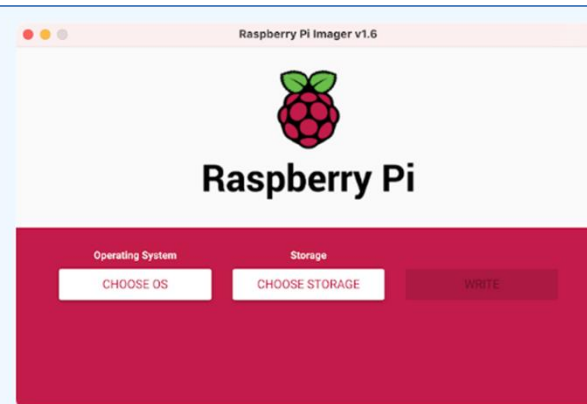 Raspberry Pi Imager v1.6
Raspberry Pi
Operating System Storage
CHOOSE OS CHOOSE STORAGE WRITE